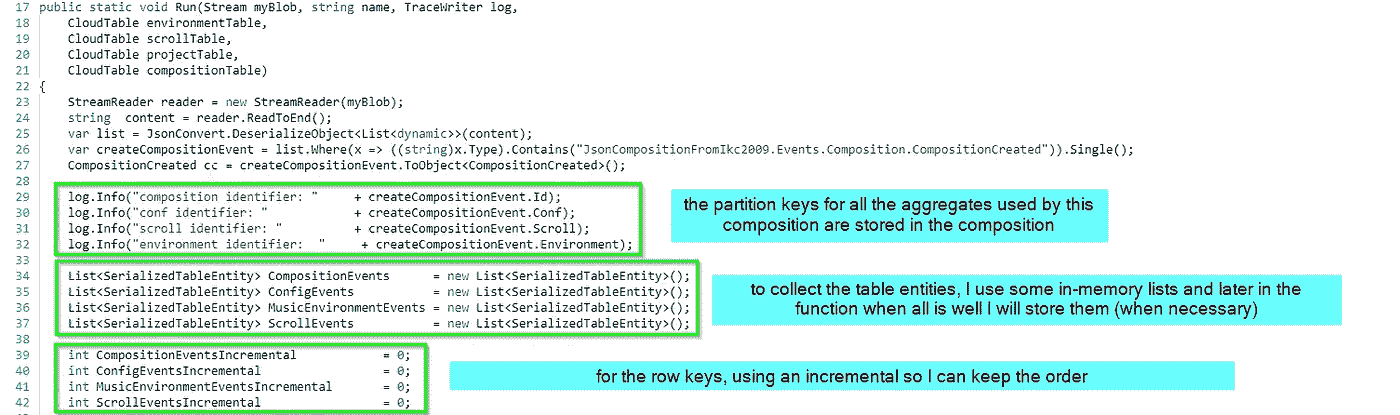 17 public static void Run(Stream myBlob, string name, TraceWriter log,
18 CloudTable environmentTable,
19 CloudTable scrollTable,
20 CloudTable projectTable,
21 CloudTable compositionTable)
22 {
23 StreamReader reader = new StreamReader(myBlob);
24 string content = reader.ReadToEnd();
25 var list = JsonConvert.DeserializeObject<List<dynamic>>(content);
26 var createCompositionEvent = list.Where(x => ((string)x.Type).Contains("JsonCompositionFromIkc2009.Events.Composition.CompositionCreated")).Single();
27 CompositionCreated cc = createCompositionEvent.ToObject<CompositionCreated>();
28
29 log.Info("composition identifier: " + createCompositionEvent.Id);
30 log.Info("conf identifier: " + createCompositionEvent.Conf);
31 log.Info("scroll identifier: " + createCompositionEvent.Scroll);
32 log.Info("environment identifier: " + createCompositionEvent.Environment);
the partition keys for all the aggregates used by this
composition are stored in the composition
33
34 List<SerializedTableEntity> CompositionEvents = new List<SerializedTableEntity>();
35 List<SerializedTableEntity> ConfigEvents = new List<SerializedTableEntity>();
36 List<SerializedTableEntity> MusicEnvironmentEvents = new List<SerializedTableEntity>();
37 List<SerializedTableEntity> ScrollEvents = new List<SerializedTableEntity>();
to collect the table entities, I use some in-memory lists and later in the
function when all is well I will store them (when necessary)
38
39 int CompositionEventsIncremental = 0;
40 int ConfigEventsIncremental = 0;
41 int MusicEnvironmentEventsIncremental = 0;
42 int ScrollEventsIncremental = 0;
for the row keys, using an incremental so I can keep the order